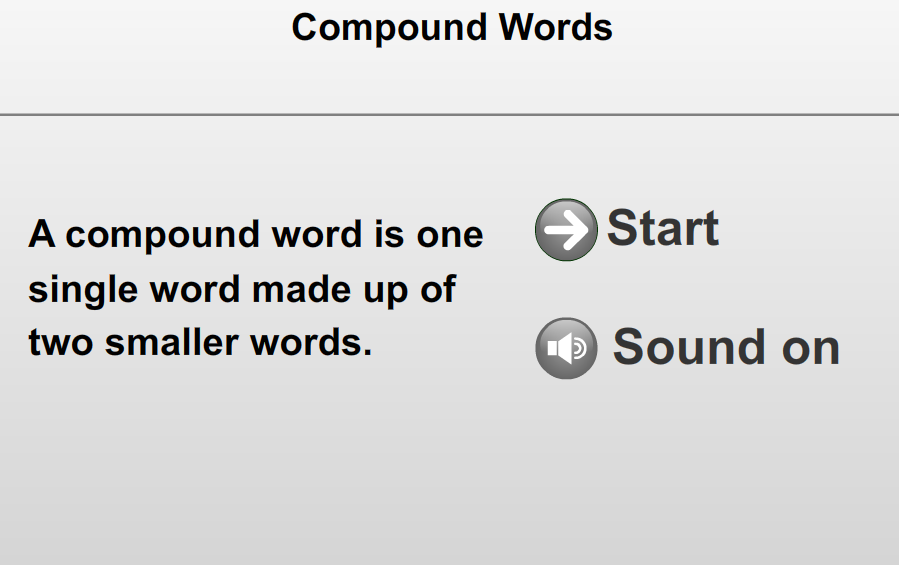 Compound Words
A compound word is one
single word made up of
two smaller words.
Start
Sound on